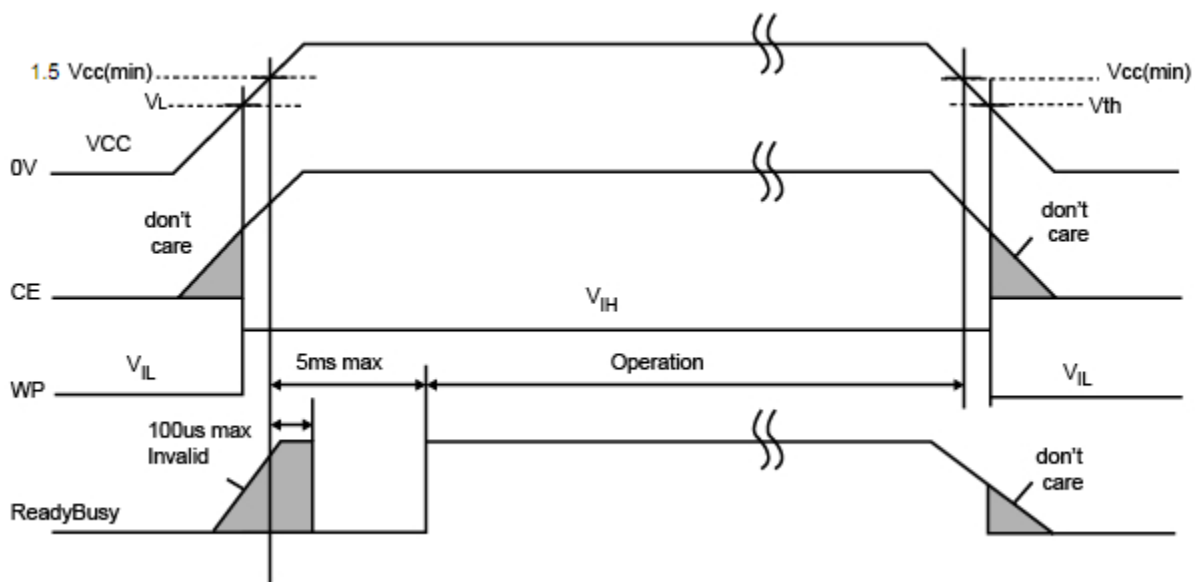 1.5 Vcc(min)
Vcc(min)
VL
Vth
VCC
0V
don't
care
don't
care
CE
VIH
5ms max
Operation
VIL
VIL
WP
100us max
Invalid
don't
care
ReadyBusy